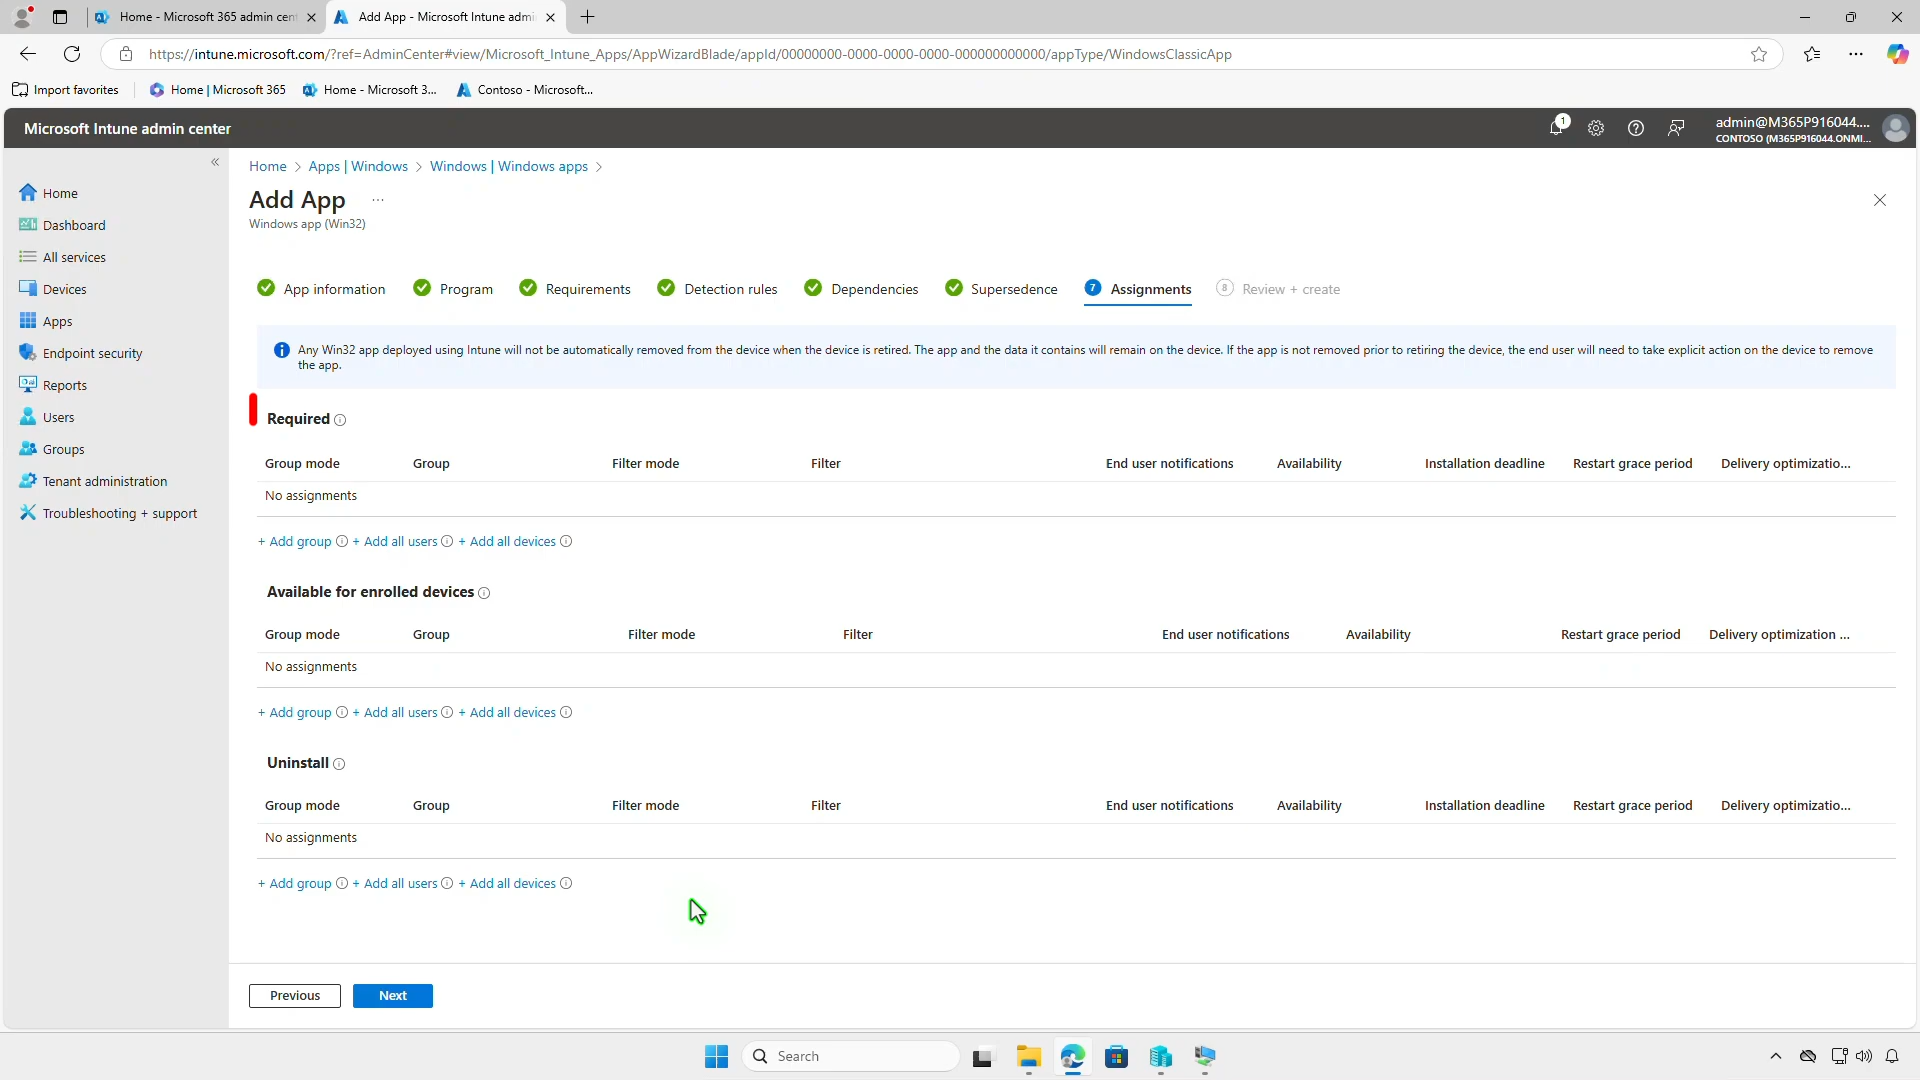 Home - Microsoft 365 admin cen
Add App - Microsoft Intune admi
https://intune.microsoft.com/?ref=AdminCenter#view/Microsoft_Intune_Apps/AppWizardBlade/appId/00000000-0000-0000-0000-000000000000/appType/WindowsClassicApp
Import favorites
Home | Microsoft 365
Home - Microsoft 3...
Contoso - Microsoft...
Microsoft Intune admin center
1
admin@M365P916044....
CONTOSO (M365P916044.ONMI...
Home > Apps | Windows > Windows | Windows apps >
Add App ...
Windows app (Win32)
Home
Dashboard
All services
Devices
Apps
Endpoint security
Reports
Users
Groups
Tenant administration
Troubleshooting + support
App information
Program
Requirements
Detection rules
Dependencies
Supersedence
7 Assignments
8 Review + create
Any Win32 app deployed using Intune will not be automatically removed from the device when the device is retired. The app and the data it contains will remain on the device. If the app is not removed prior to retiring the device, the end user will need to take explicit action on the device to remove
the app.
Required
Group mode Group Filter mode Filter End user notifications Availability Installation deadline Restart grace period Delivery optimizatio...
No assignments
+ Add group + Add all users + Add all devices
Available for enrolled devices
Group mode Group Filter mode Filter End user notifications Availability Restart grace period Delivery optimization ...
No assignments
+ Add group + Add all users + Add all devices
Uninstall
Group mode Group Filter mode Filter End user notifications Availability Installation deadline Restart grace period Delivery optimizatio...
No assignments
+ Add group + Add all users + Add all devices
Previous
Next
Search